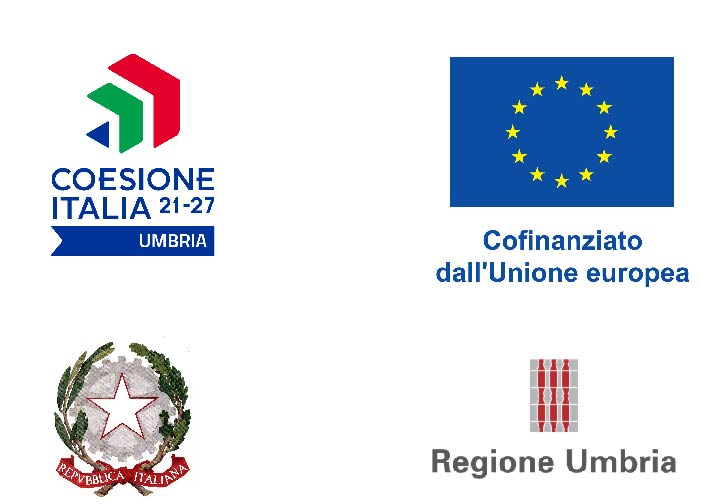 COESIONE
ITALIA 21-27
UMBRIA
Cofinanziato
dall'Unione europea
REPVBBLICA ITALIANA
Regione Umbria